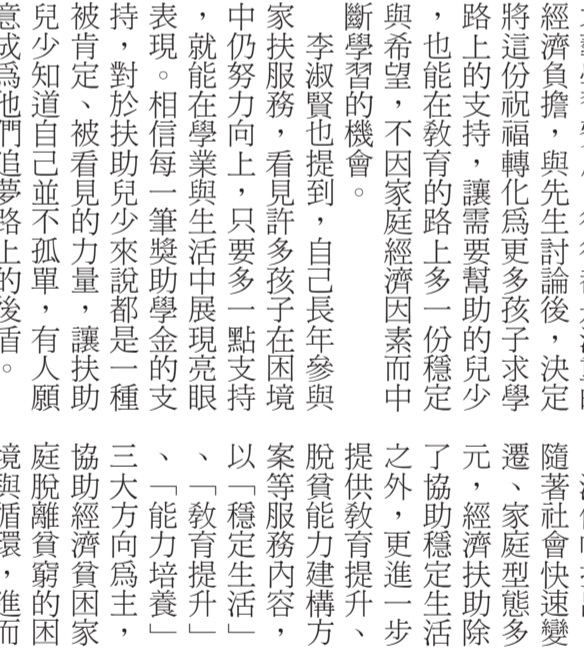 經濟負擔，與先生討論後，決定
將這份祝福轉化為更多孩子求學
路上的支持，讓需要幫助的兒少
，也能在教育的路上多一份穩定
與希望，不因家庭經濟因素而中
斷學習的機會。
李淑賢也提到，自己長年參與
家扶服務，看見許多孩子在困境
中仍努力向上，只要多一點支持
，就能在學業與生活中展現亮眼
表現。相信每一筆獎助學金的支
持，對於扶助兒少來說都是一種
被肯定、被看見的力量，讓扶助
兒少知道自己並不孤單，有人願
意成為他們追夢路上的後盾。
隨著社會快速變
遷、家庭型態多
元，經濟扶助除
了協助穩定生活
之外，更進一步
提供教育提升、
脫貧能力建構方
案等服務內容，
以「穩定生活」
、「教育提升」
、「能力培養」
三大方向為主，
協助經濟貧困家
庭脫離貧窮的困
境與循環，進而